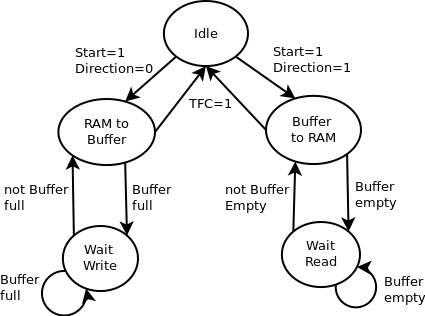 Idle
Start=1
Direction=0
Start=1
Direction=1
TFC=1
RAM to
Buffer
Buffer
to RAM
not Buffer
full
Buffer
full
not Buffer
Empty
Buffer
empty
Wait
Write
Wait
Read
Buffer
full
Buffer
empty